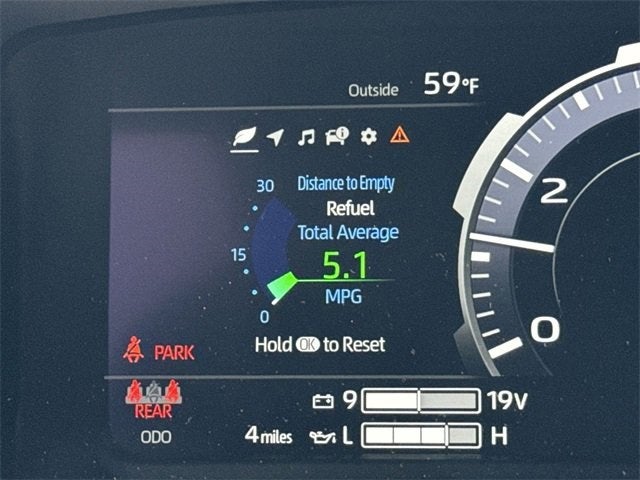 Outside 59°F
30
Distance to Empty
Refuel
Total Average
15
5.1
MPG
0
Hold OK to Reset
PARK
REAR
ODO
4 miles
9 19V
L H
2
0